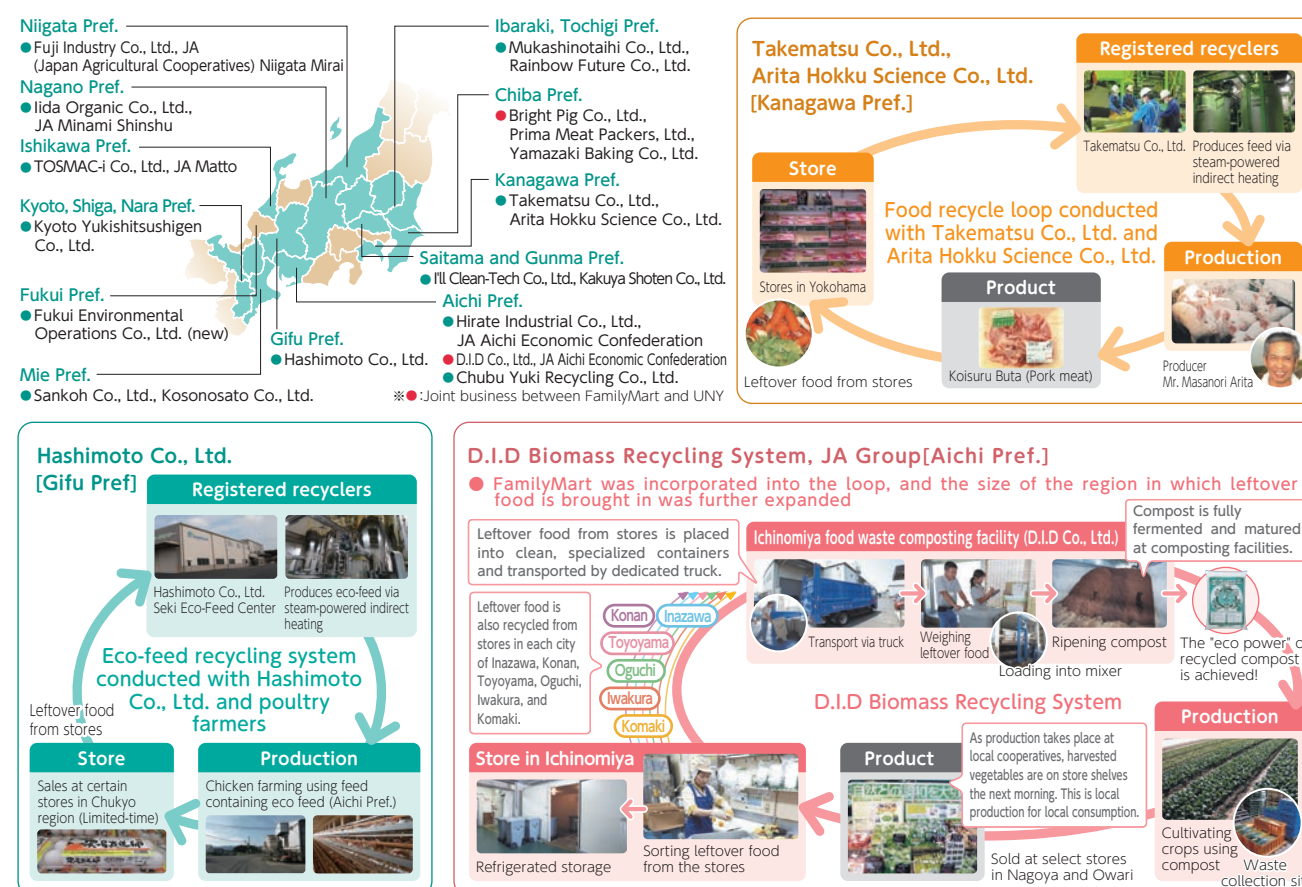 Niigata Pref.
●Fuji Industry Co., Ltd., JA
(Japan Agricultural Cooperatives) Niigata Mirai
Nagano Pref.
●Iida Organic Co., Ltd.,
JA Minami Shinshu
Ishikawa Pref.
●TOSMAC-i Co., Ltd., JA Matto
Kyoto, Shiga, Nara Pref.
●Kyoto Yukishitsushigen
Co., Ltd.
Fukui Pref.
●Fukui Environmental
Operations Co., Ltd. (new)
Mie Pref.
●Sankoh Co., Ltd., Kosonosato Co., Ltd.
Gifu Pref.
●Hashimoto Co., Ltd.
Ibaraki, Tochigi Pref.
●Mukashinotaihi Co., Ltd.,
Rainbow Future Co., Ltd.
Chiba Pref.
●Bright Pig Co., Ltd.,
Prima Meat Packers, Ltd.,
Yamazaki Baking Co., Ltd.
Kanagawa Pref.
●Takematsu Co., Ltd.,
Arita Hokku Science Co., Ltd.
Saitama and Gunma Pref.
●I'll Clean-Tech Co., Ltd., Kakuya Shoten Co., Ltd.
Aichi Pref.
●Hirate Industrial Co., Ltd.,
JA Aichi Economic Confederation
●D.I.D Co., Ltd., JA Aichi Economic Confederation
●Chubu Yuki Recycling Co., Ltd.
※●:Joint business between FamilyMart and UNY
Takematsu Co., Ltd.,
Arita Hokku Science Co., Ltd.
[Kanagawa Pref.]
Registered recyclers
Takematsu Co., Ltd.
Produces feed via
steam-powered
indirect heating
Store
Stores in Yokohama
Leftover food from stores
Food recycle loop conducted
with Takematsu Co., Ltd. and
Arita Hokku Science Co., Ltd.
Production
Producer
Mr. Masanori Arita
Product
Koisuru Buta (Pork meat)
Hashimoto Co., Ltd.
[Gifu Pref]
Registered recyclers
Hashimoto Co., Ltd.
Seki Eco-Feed Center
Produces eco-feed via
steam-powered indirect
heating
Eco-feed recycling system
conducted with Hashimoto
Co., Ltd. and poultry
farmers
Leftover food
from stores
Store
Sales at certain
stores in Chukyo
region (Limited-time)
Production
Chicken farming using feed
containing eco feed (Aichi Pref.)
D.I.D Biomass Recycling System, JA Group[Aichi Pref.]
● FamilyMart was incorporated into the loop, and the size of the region in which leftover
food is brought in was further expanded
Leftover food from stores is placed
into clean, specialized containers
and transported by dedicated truck.
Ichinomiya food waste composting facility (D.I.D Co., Ltd.)
Compost is fully
fermented and matured
at composting facilities.
Transport via truck
Weighing
leftover food
Loading into mixer
Ripening compost
The "eco power"
recycled compost
is achieved!
Leftover food is
also recycled from
stores in each city
of Inazawa, Konan,
Toyoyama, Oguchi,
Iwakura, and
Komaki.
Konan
Inazawa
Toyoyama
Oguchi
Iwakura
Komaki
D.I.D Biomass Recycling System
Store in Ichinomiya
Refrigerated storage
Sorting leftover food
from the stores
Product
As production takes place at
local cooperatives, harvested
vegetables are on store shelves
the next morning. This is local
production for local consumption.
Sold at select stores
in Nagoya and Owari
Production
Cultivating
crops using
compost
Waste
collection